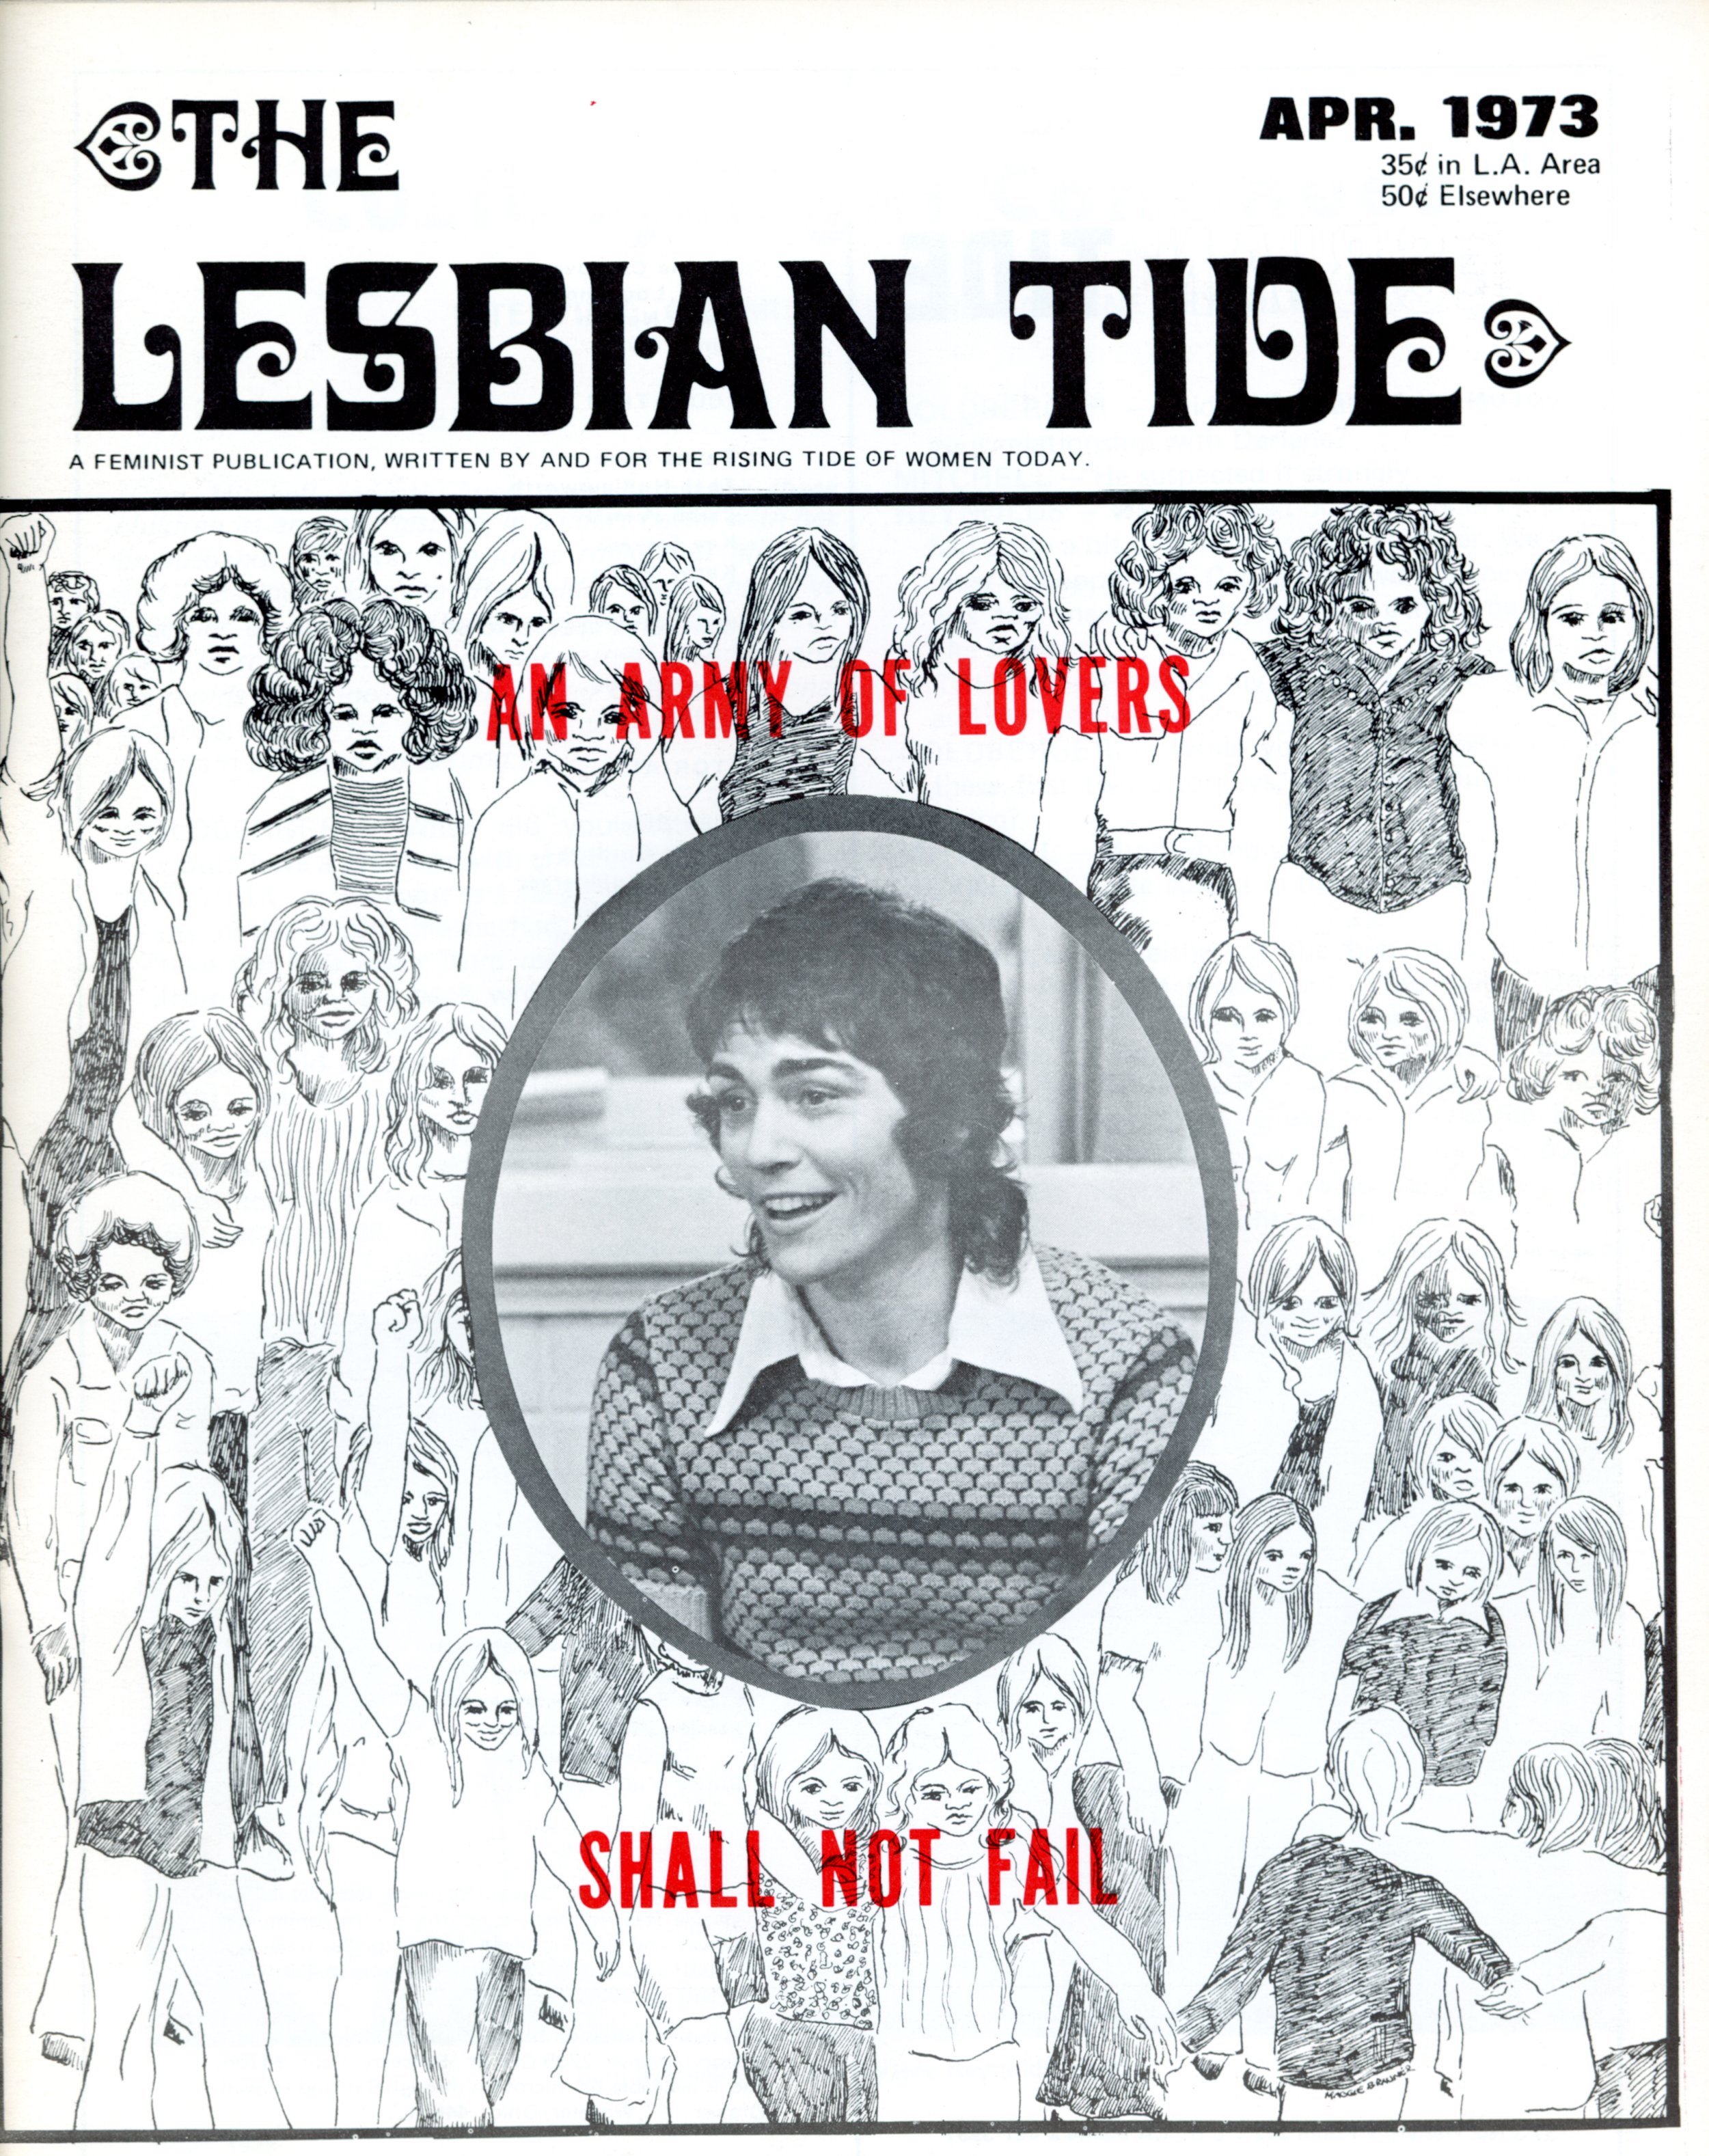 THE
APR. 1973
35¢ in L.A. Area
50¢ Elsewhere
LESBIAN TIDE
A FEMINIST PUBLICATION, WRITTEN BY AND FOR THE RISING TIDE OF WOMEN TODAY.
AN ARMY OF LOVERS
SHALL NOT FAIL